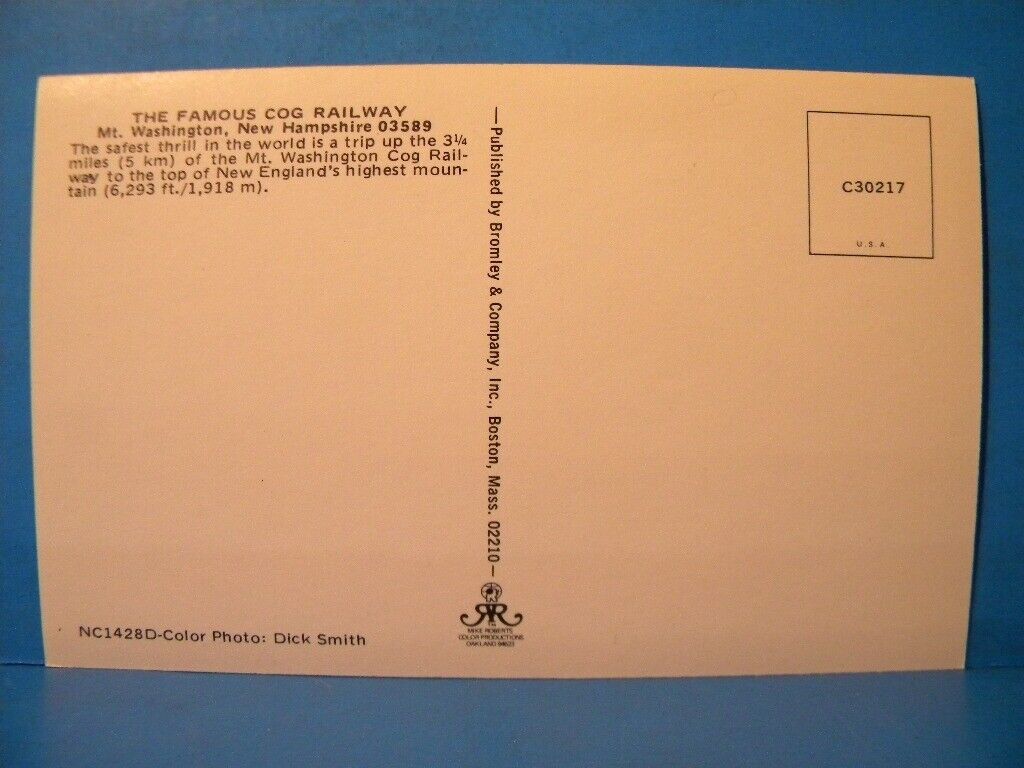 THE FAMOUS COG RAILWAY
Mt. Washington, New Hampshire 03589
The safest thrill in the world is a trip up the 3¼
miles (5 km) of the Mt. Washington Cog Rail-
way to the top of New England's highest moun-
tain (6,293 ft./1,918 m).
NC1428D-Color Photo: Dick Smith
— Published by Bromley & Company, Inc., Boston, Mass. 02210 —
MIKE ROBERTS
COLOR PRODUCTIONS
OAKLAND 94623
C30217
U.S.A